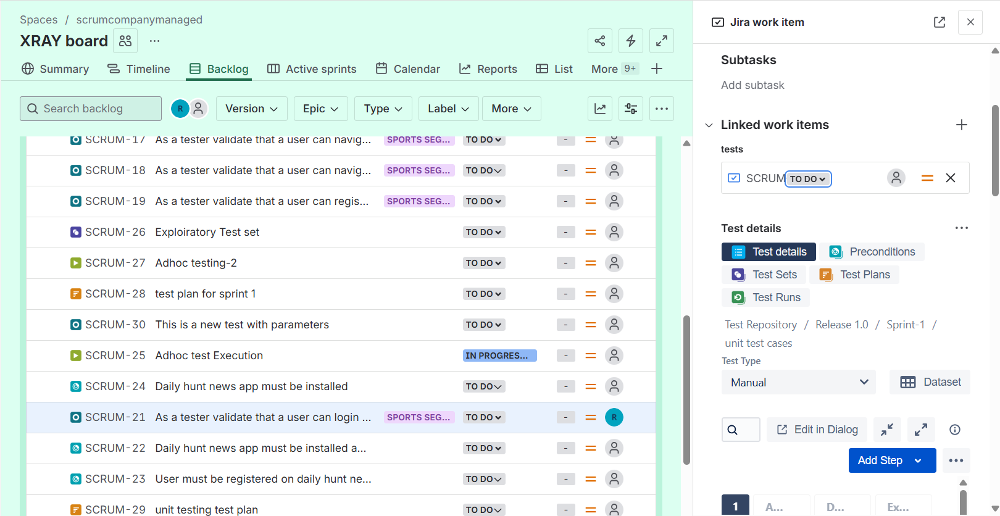 Spaces / scrumcompanymanaged
XRAY board
Summary Timeline Backlog Active sprints Calendar Reports List More 9+
Search backlog R Version Epic Type Label More
SCRUM-17 As a tester validate that a user can navig... SPORTS SEG... TO DO -
SCRUM-18 As a tester validate that a user can navig... SPORTS SEG... TO DO -
SCRUM-19 As a tester validate that a user can regis... SPORTS SEG... TO DO -
SCRUM-26 Exploiratory Test set TO DO -
SCRUM-27 Adhoc testing-2 TO DO -
SCRUM-28 test plan for sprint 1 TO DO -
SCRUM-30 This is a new test with parameters TO DO -
SCRUM-25 Adhoc test Execution IN PROGRES... -
SCRUM-24 Daily hunt news app must be installed TO DO -
SCRUM-21 As a tester validate that a user can login ... SPORTS SEG... TO DO - R
SCRUM-22 Daily hunt news app must be installed a... TO DO -
SCRUM-23 User must be registered on daily hunt ne... TO DO -
SCRUM-29 unit testing test plan TO DO -
Jira work item
Subtasks
Add subtask
Linked work items
tests
SCRUM TO DO
Test details
Test details Preconditions
Test Sets Test Plans
Test Runs
Test Repository / Release 1.0 / Sprint-1 /
unit test cases
Test Type
Manual Dataset
Edit in Dialog
Add Step
1 A... D... Ex...